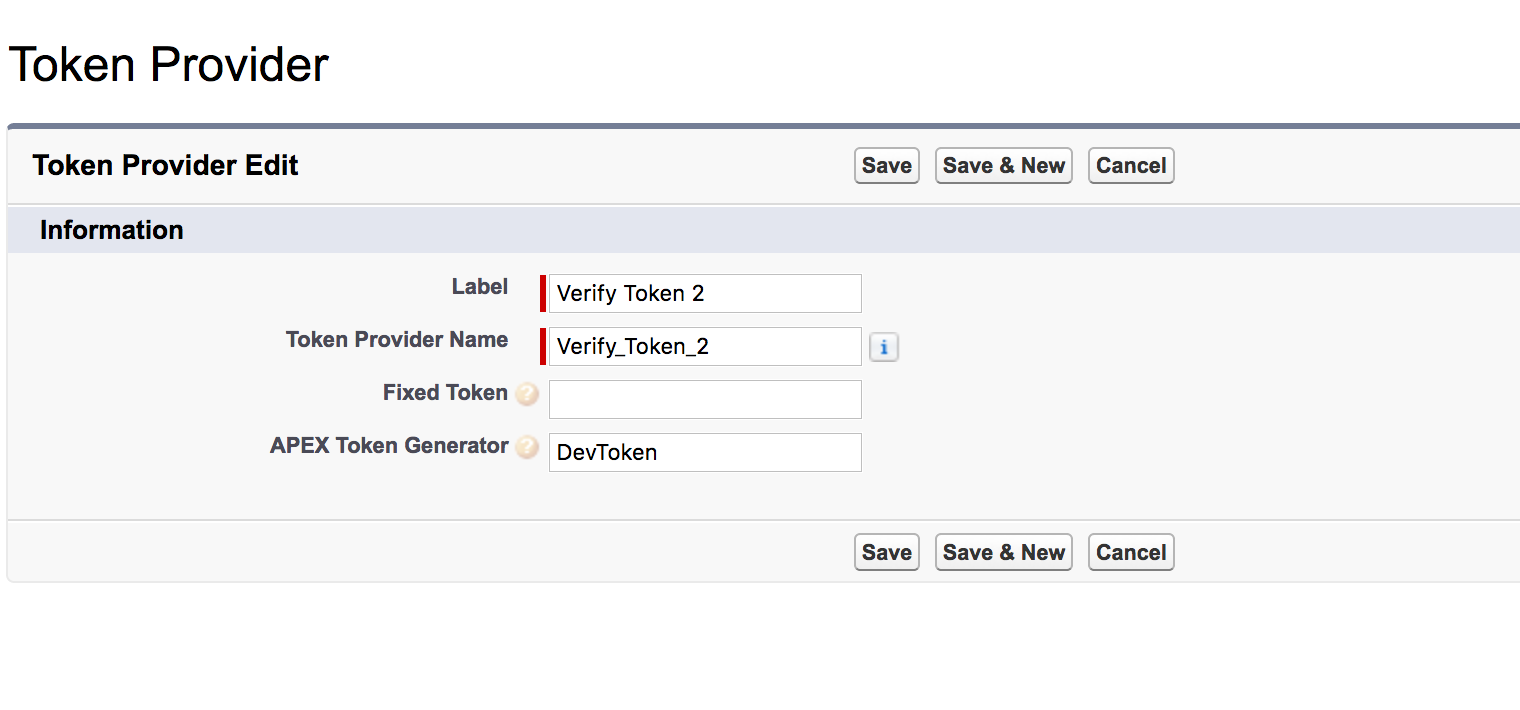 Token Provider
Token Provider Edit Save Save & New Cancel
Information
Label Verify Token 2
Token Provider Name Verify_Token_2 i
Fixed Token ?
APEX Token Generator ? DevToken
Save Save & New Cancel